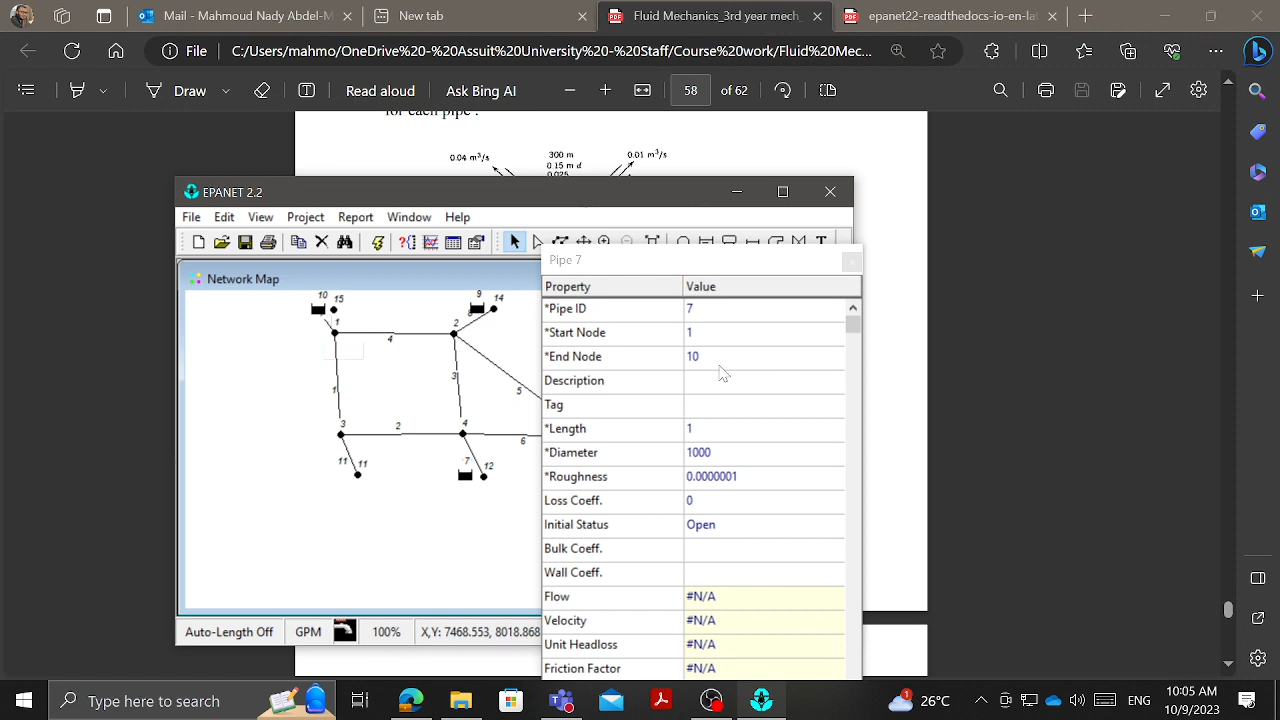 Mail - Mahmoud Nady Abdel-M
New tab
Fluid Mechanics_3rd year mech_
epanet22-readthedocs-io-en-lat
File
C:/Users/mahmo/OneDrive%20-%20Assuit%20University%20-%20Staff/Course%20work/Fluid%20Mec...
Draw
Read aloud
Ask Bing AI
58
of 62
for each pipe .
0.04 m³/s
300 m
0.15 m d
0.025
0.01 m³/s
EPANET 2.2
File Edit View Project Report Window Help
Network Map
Pipe 7
Property Value
*Pipe ID 7
*Start Node 1
*End Node 10
Description
Tag
*Length 1
*Diameter 1000
*Roughness 0.0000001
Loss Coeff. 0
Initial Status Open
Bulk Coeff.
Wall Coeff.
Flow #N/A
Velocity #N/A
Unit Headloss #N/A
Friction Factor #N/A
10 15
9 14
1
2
4
1
3
5
3
2
4
6
11 11
7 12
Auto-Length Off
GPM
100%
X,Y: 7468.553, 8018.868
Type here to search
1
26°C
ENG
10:05 AM
10/9/2023